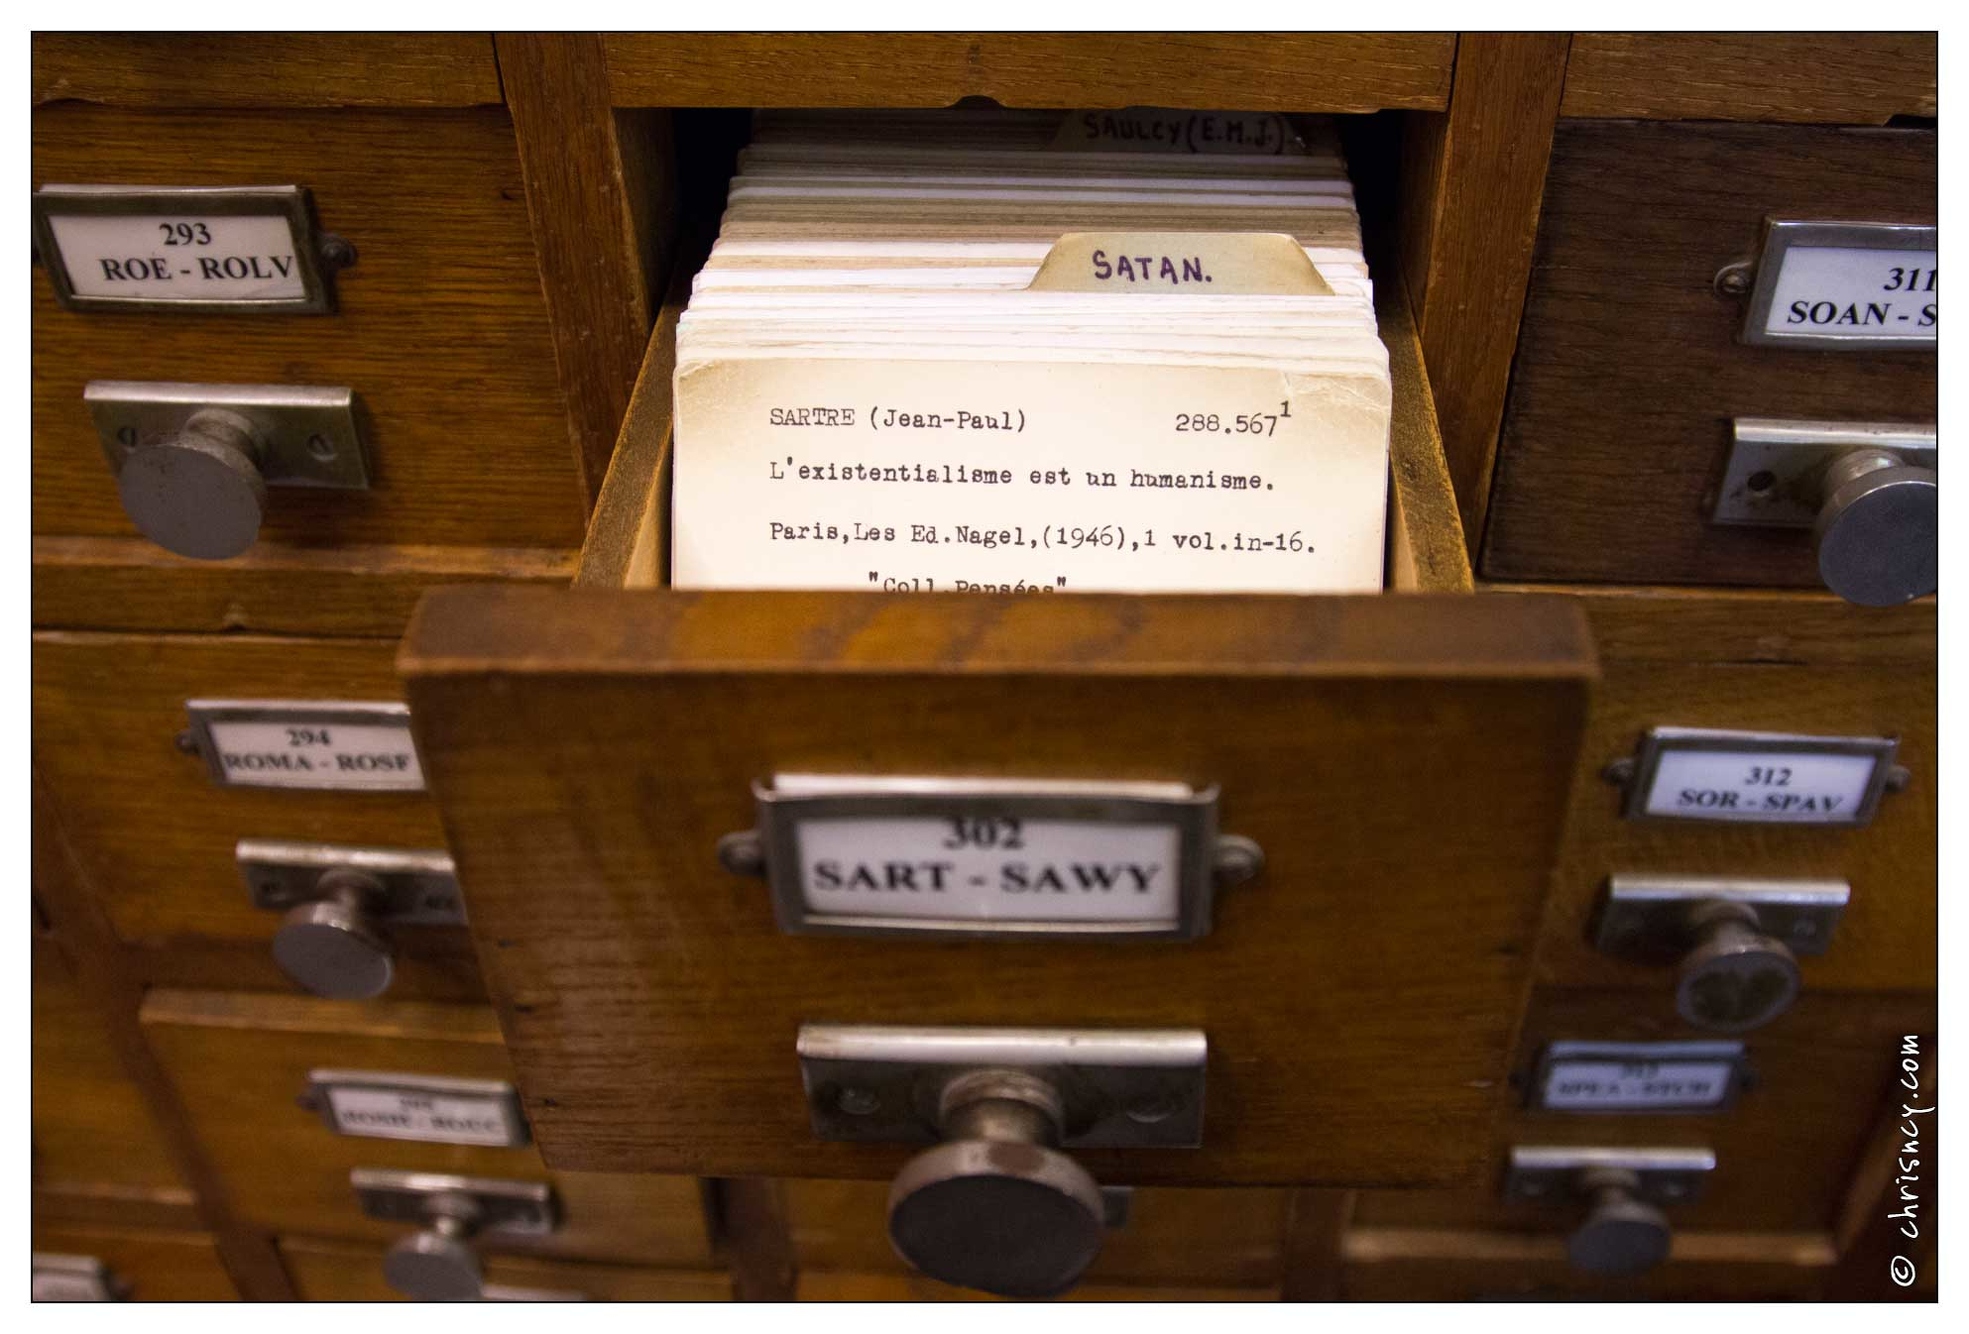 SAULCY (E.M.J.)
SATAN.
SARTRE (Jean-Paul) 288.567¹
L'existentialisme est un humanisme.
Paris,Les Ed.Nagel,(1946),1 vol.in-16.
"Coll.Pensées"
293
ROE - ROLV
311
SOAN - S
294
ROMA - ROSF
302
SART - SAWY
312
SOR - SPAV
© chrisncy.com